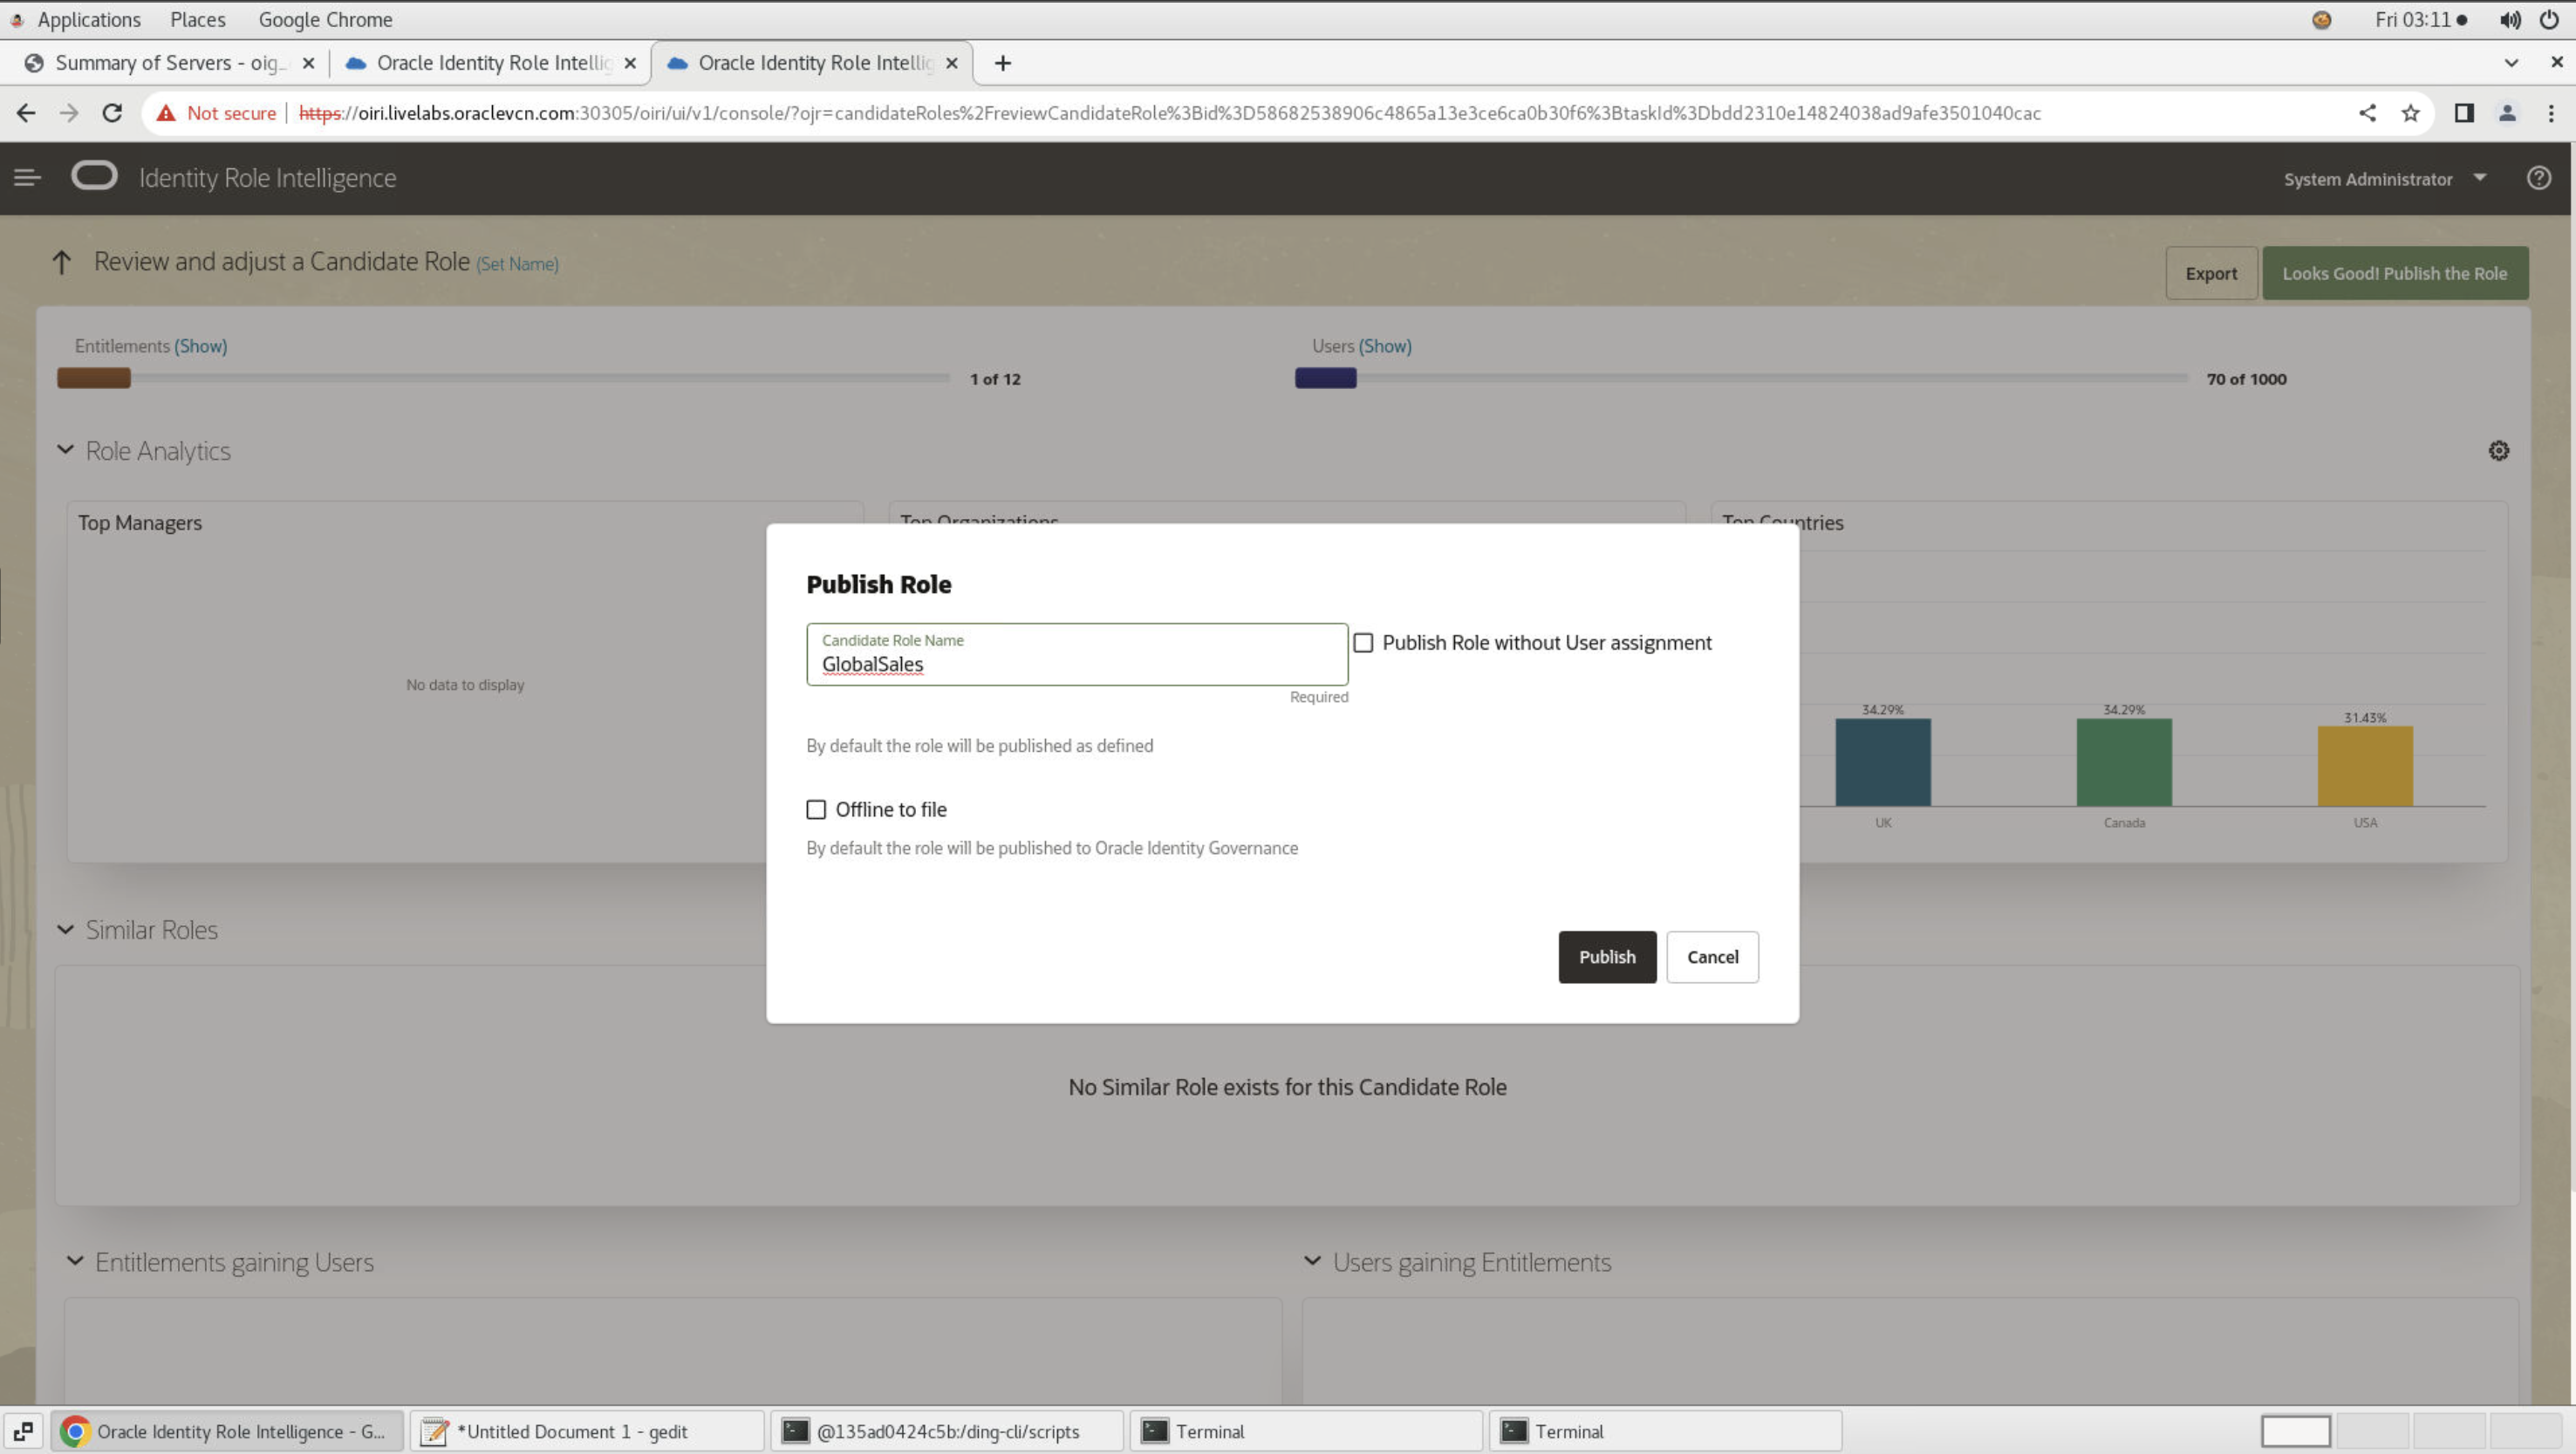 Applications Places Google Chrome Fri 03:11
Summary of Servers - oig_ Oracle Identity Role Intellig Oracle Identity Role Intellig
Not secure https://oiri.livelabs.oraclevcn.com:30305/oiri/ui/v1/console/?ojr=candidateRoles%2FreviewCandidateRole%3Bid%3D58682538906c4865a13e3ce6ca0b30f6%3BtaskId%3Dbdd2310e14824038ad9afe3501040cac
Identity Role Intelligence System Administrator
Review and adjust a Candidate Role (Set Name) Export Looks Good! Publish the Role
Entitlements (Show) Users (Show)
1 of 12 70 of 1000
Role Analytics
Top Managers Top Organizations Top Countries
Publish Role
Candidate Role Name
GlobalSales
Publish Role without User assignment
Required
No data to display
By default the role will be published as defined
Offline to file
By default the role will be published to Oracle Identity Governance
Publish Cancel
34.29% 34.29% 31.43%
UK Canada USA
Similar Roles
No Similar Role exists for this Candidate Role
Entitlements gaining Users Users gaining Entitlements
Oracle Identity Role Intelligence - G... *Untitled Document 1 - gedit @135ad0424c5b:/ding-cli/scripts Terminal Terminal